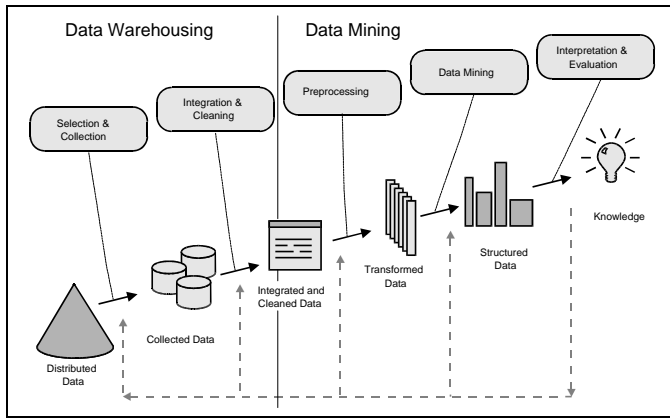 Data Warehousing
Data Mining
Selection &
Collection
Integration &
Cleaning
Preprocessing
Data Mining
Interpretation &
Evaluation
Distributed
Data
Collected Data
Integrated and
Cleaned Data
Transformed
Data
Structured
Data
Knowledge